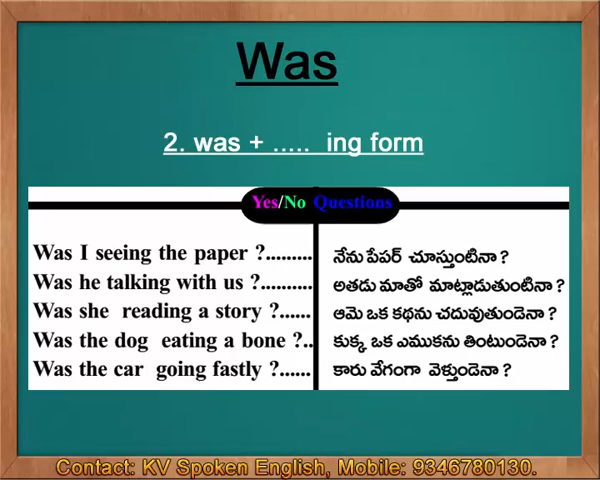 Was
2. was + ..... ing form
Yes/No Questions
Was I seeing the paper ?......... నేను పేపర్ చూస్తుంటినా ?
Was he talking with us ?.......... అతడు మాతో మాట్లాడుతుంటినా ?
Was she reading a story ?...... ఆమె ఒక కథను చదువుతుండెనా ?
Was the dog eating a bone ?.. కుక్క ఒక ఎముకను తింటుండెనా ?
Was the car going fastly ?...... కారు వేగంగా వెళ్తుండెనా ?
Contact: KV Spoken English, Mobile: 9346780130.